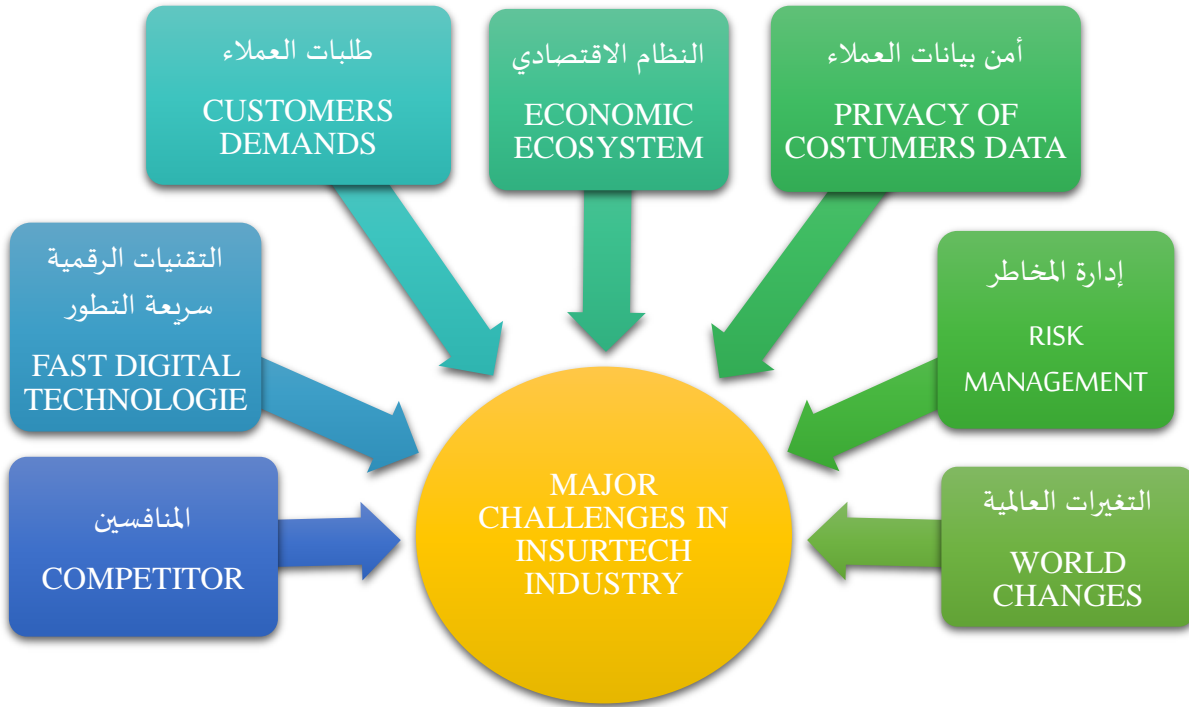 طلبات العملاء
CUSTOMERS
DEMANDS
النظام الاقتصادي
ECONOMIC
ECOSYSTEM
أمن بيانات العملاء
PRIVACY OF
COSTUMERS DATA
التقنيات الرقمية
سريعة التطور
FAST DIGITAL
TECHNOLOGIE
إدارة المخاطر
RISK
MANAGEMENT
المنافسين
COMPETITOR
MAJOR
CHALLENGES IN
INSURTECH
INDUSTRY
التغيرات العالمية
WORLD
CHANGES